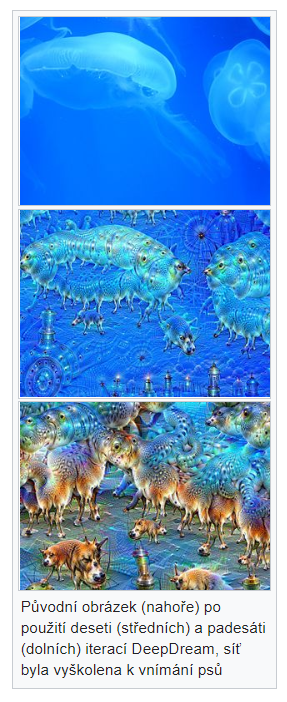 Původní obrázek (nahoře) po
použití deseti (středních) a padesáti
(dolních) iterací DeepDream, síť
byla vyškolena k vnímání psů